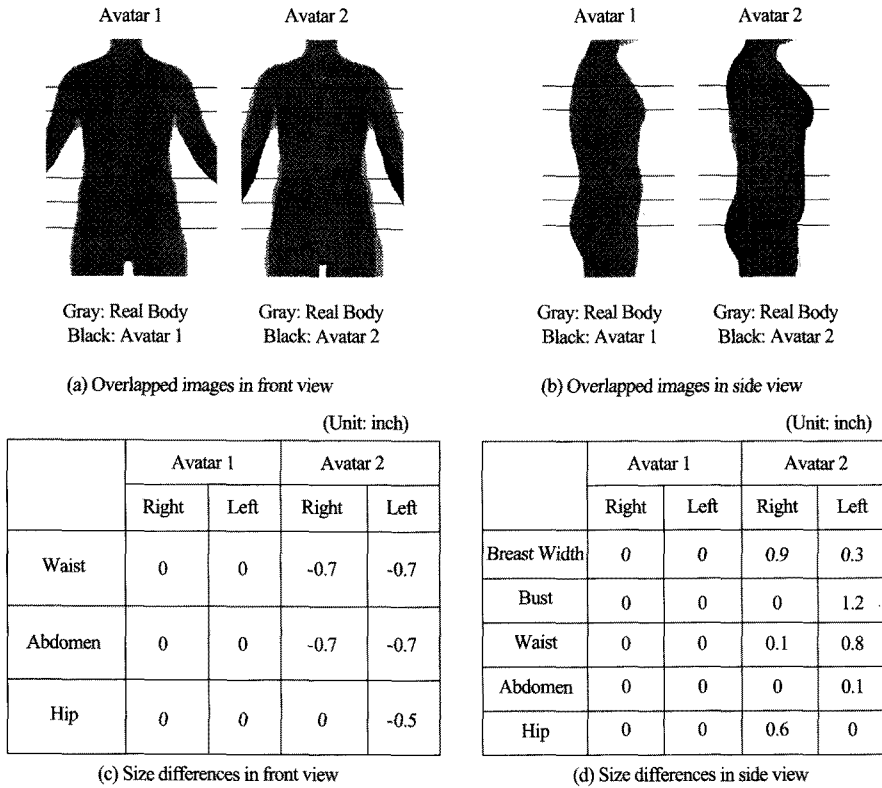 Avatar 1 Avatar 2
Gray: Real Body Gray: Real Body
Black: Avatar 1 Black: Avatar 2
(a) Overlapped images in front view
Avatar 1 Avatar 2
Gray: Real Body Gray: Real Body
Black: Avatar 1 Black: Avatar 2
(b) Overlapped images in side view
(Unit: inch)
Avatar 1 Avatar 2
Right Left Right Left
Waist 0 0 -0.7 -0.7
Abdomen 0 0 -0.7 -0.7
Hip 0 0 0 -0.5
(c) Size differences in front view
(Unit: inch)
Avatar 1 Avatar 2
Right Left Right Left
Breast Width 0 0 0.9 0.3
Bust 0 0 0 1.2
Waist 0 0 0.1 0.8
Abdomen 0 0 0 0.1
Hip 0 0 0.6 0
(d) Size differences in side view